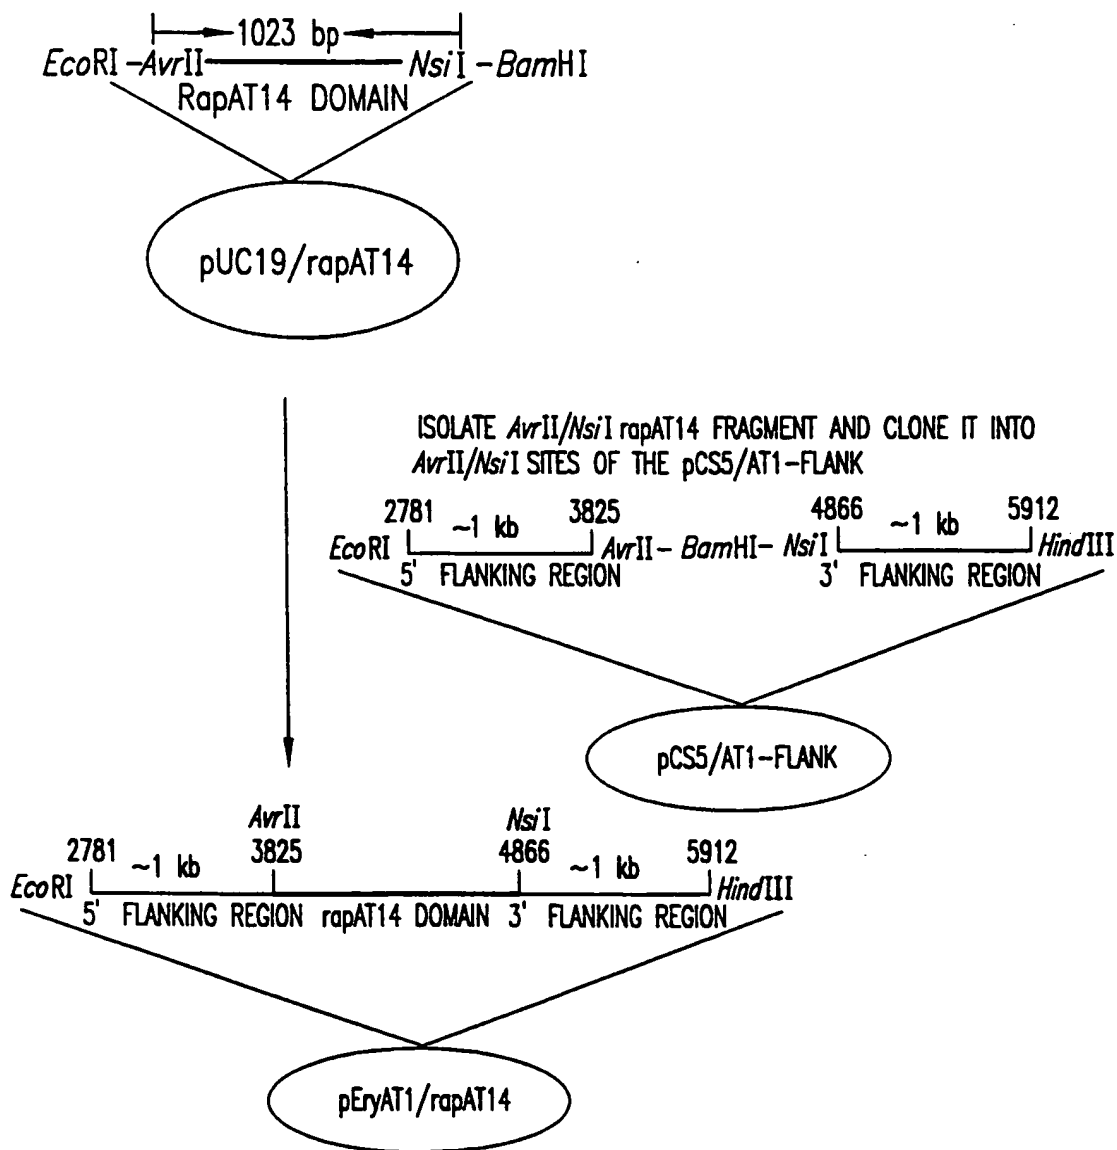 1023 bp
EcoRI -AvrII NsiI -BamHI
RapAT14 DOMAIN
pUC19/rapAT14
ISOLATE AvrII/NsiI rapAT14 FRAGMENT AND CLONE IT INTO
AvrII/NsiI SITES OF THE pCS5/AT1-FLANK
2781 ~1 kb 3825 4866 ~1 kb 5912
EcoRI AvrII - BamHI- NsiI HindIII
5' FLANKING REGION 3' FLANKING REGION
pCS5/AT1-FLANK
AvrII NsiI
2781 ~1 kb 3825 4866 ~1 kb 5912
EcoRI HindIII
5' FLANKING REGION rapAT14 DOMAIN 3' FLANKING REGION
pEryAT1/rapAT14